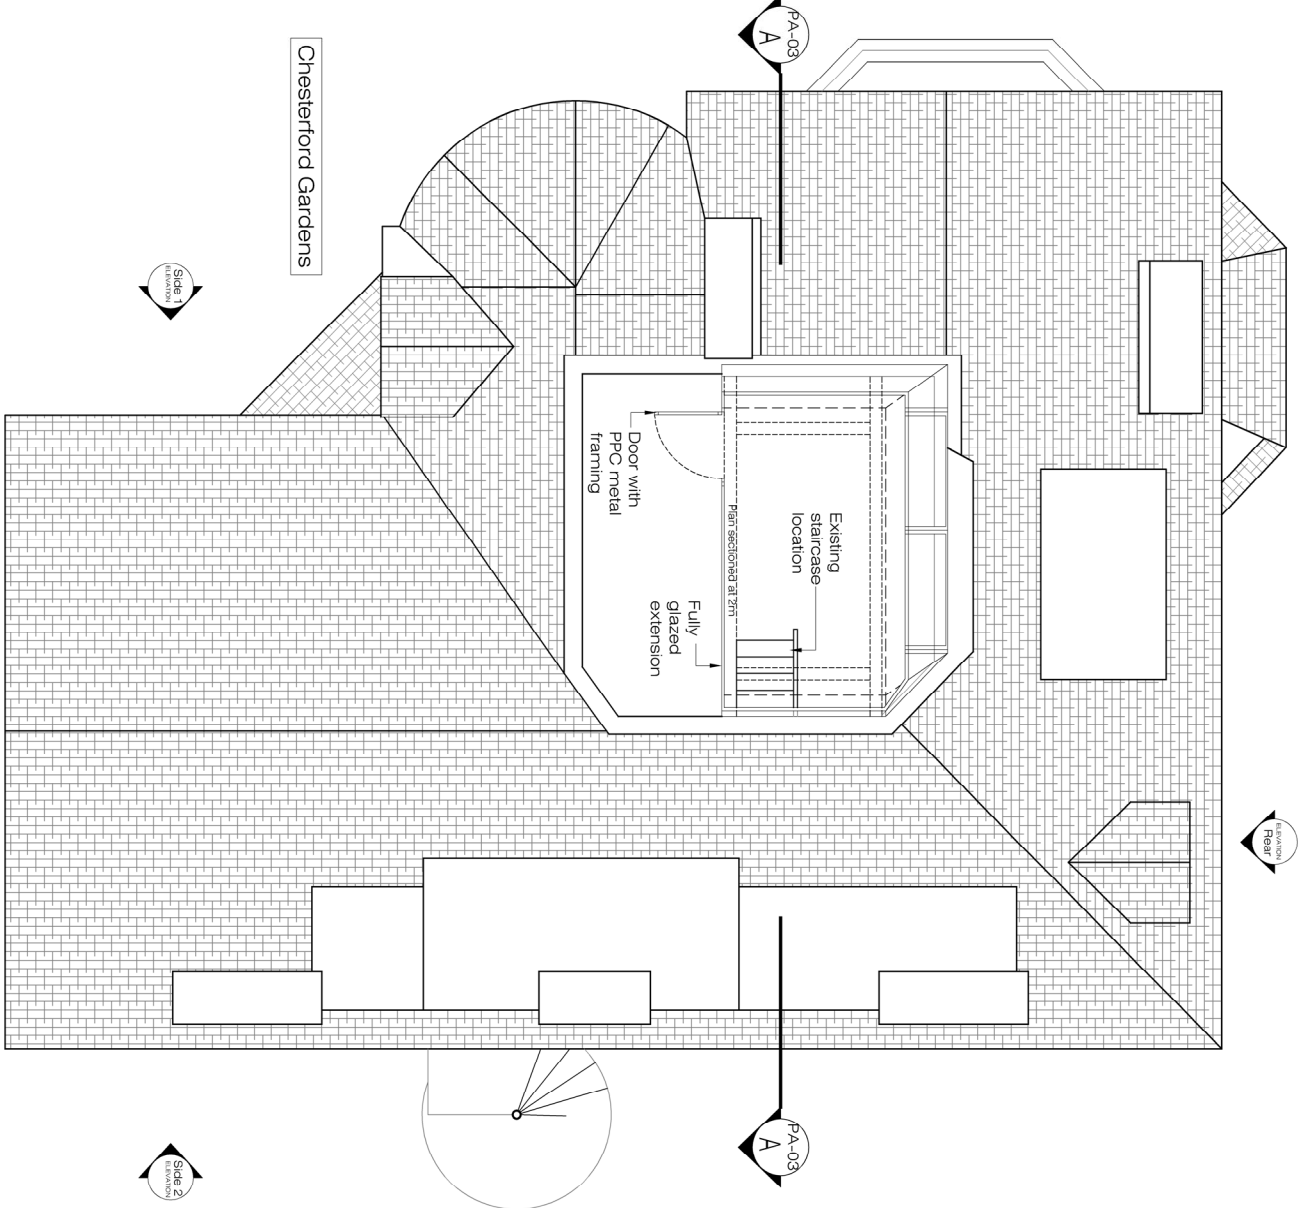 Chesterford Gardens
PA-03
A
Side 1
ELEVATION
Door with
PPC metal
framing
Plan sectioned at 2m
Existing
staircase
location
Fully
glazed
extension
ELEVATION
Rear
PA-03
A
Side 2
ELEVATION